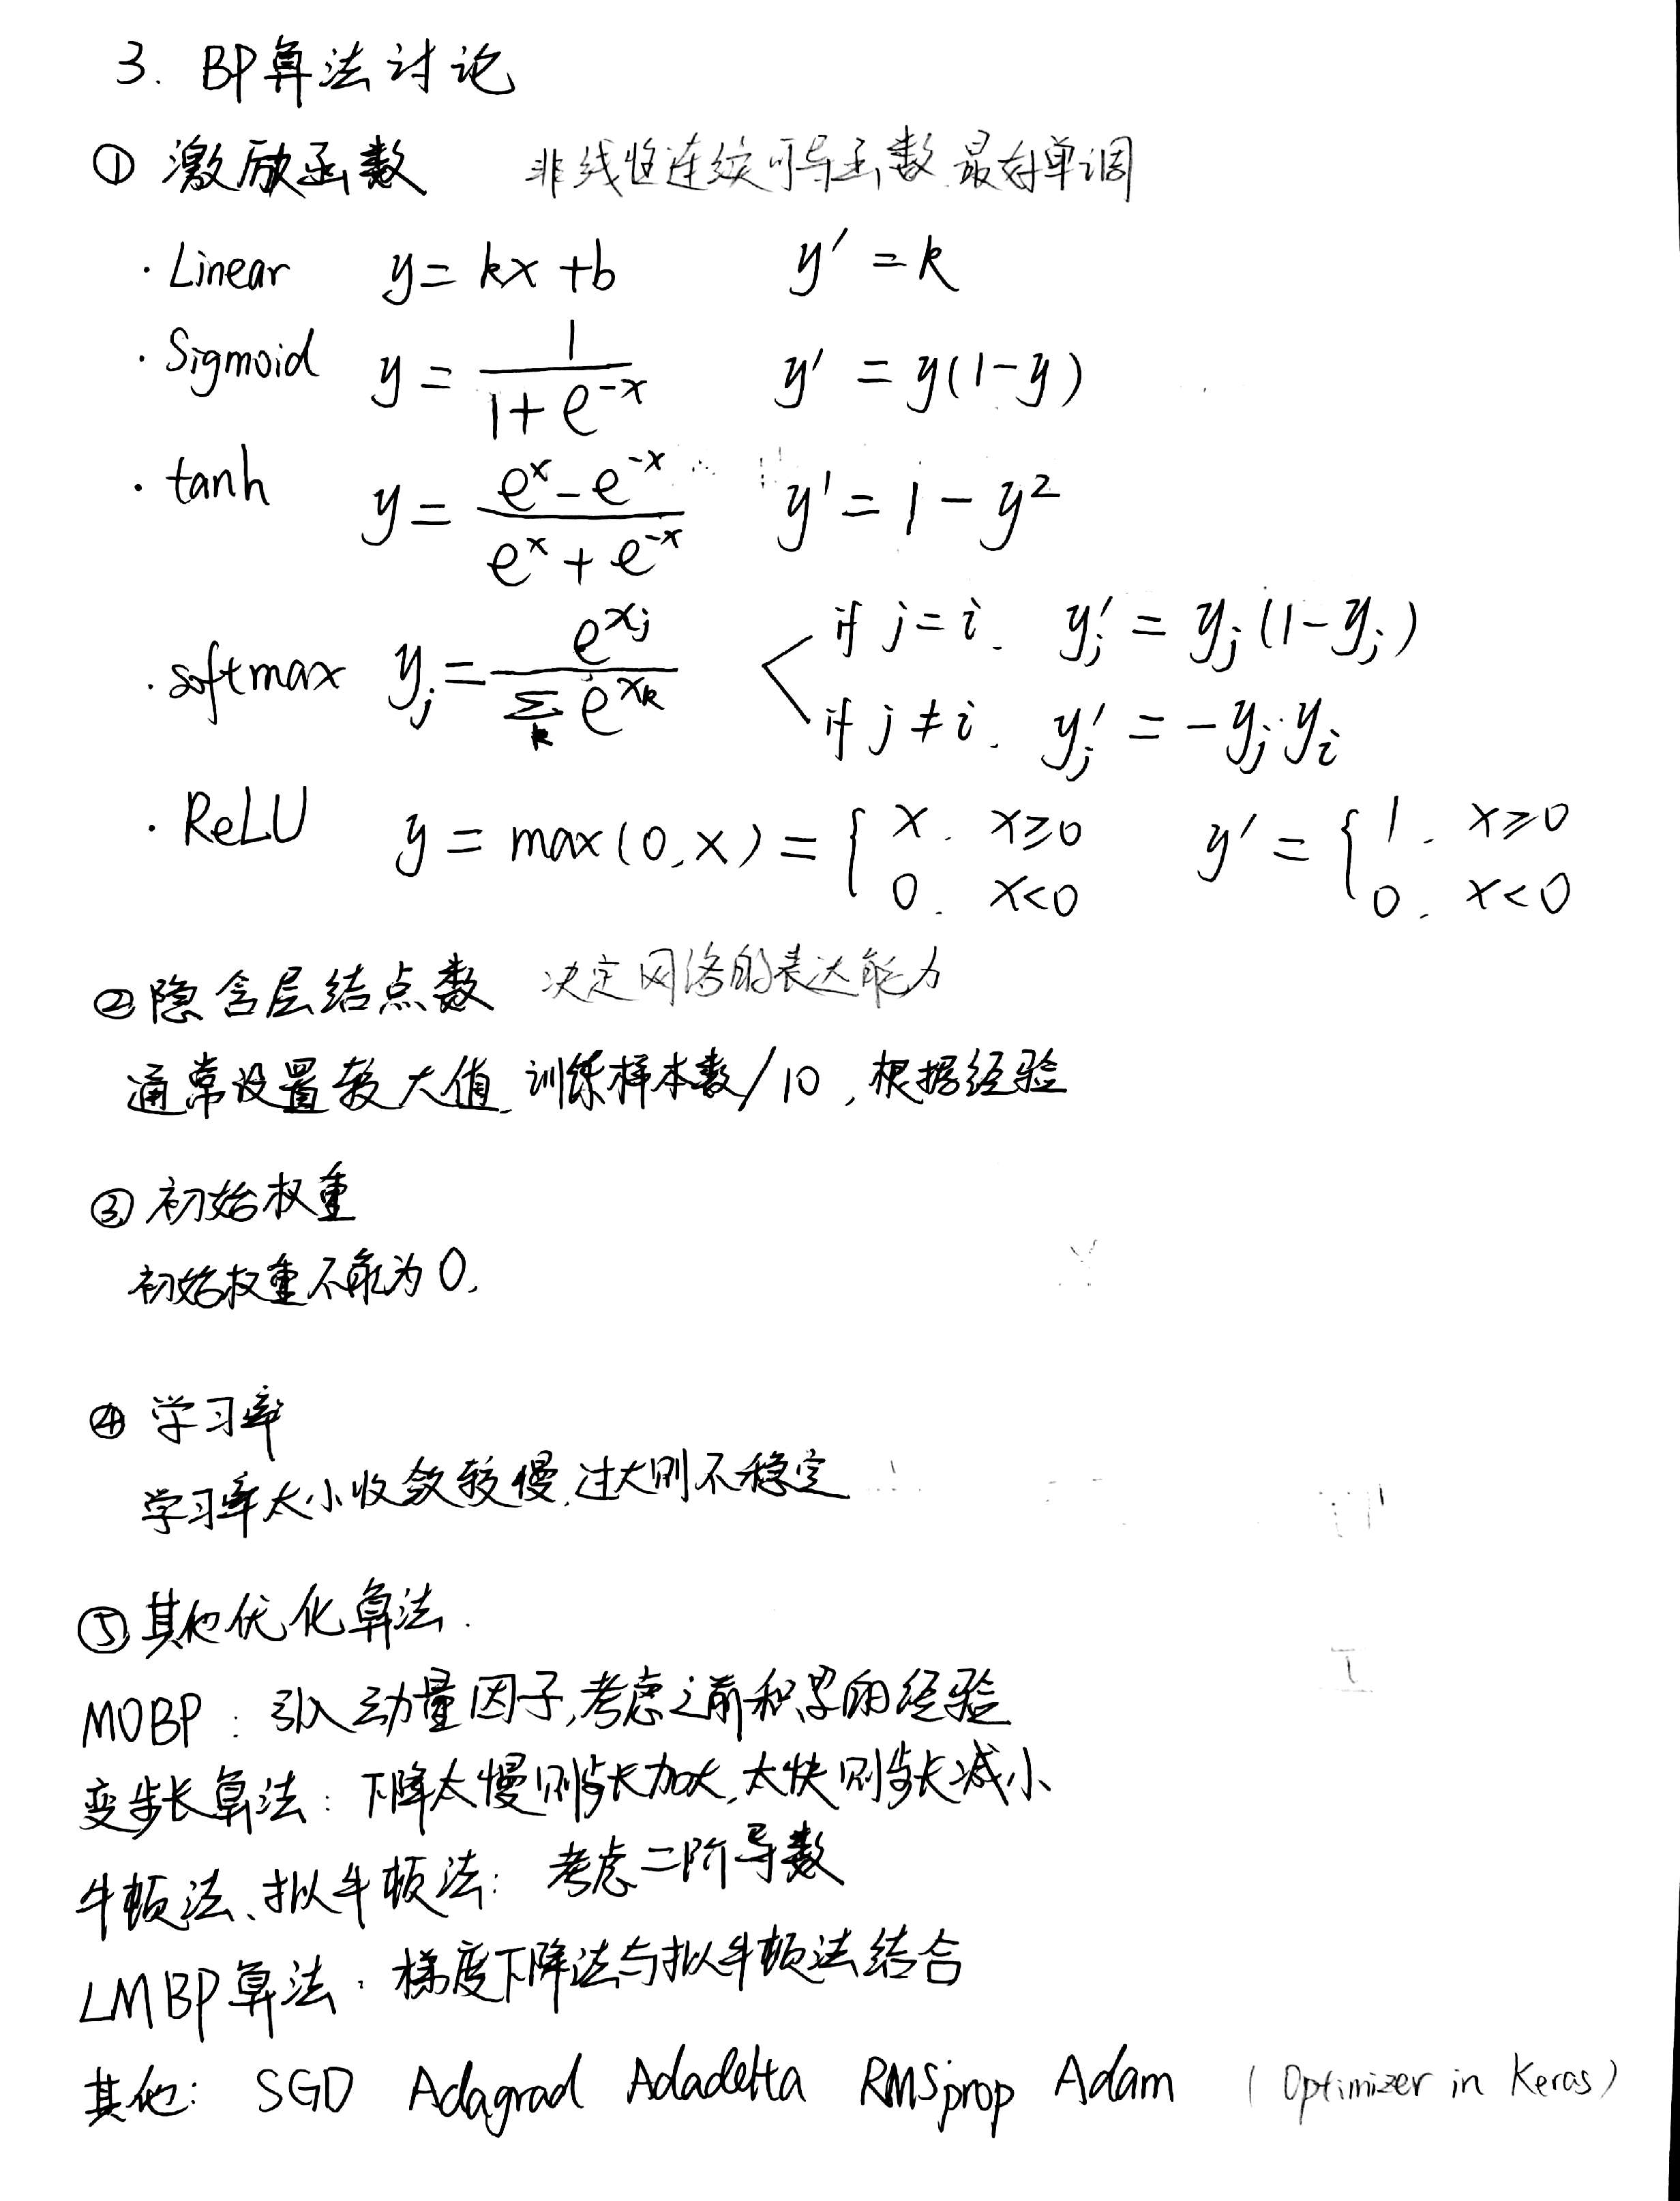 3. BP算法讨论
① 激励函数 非线性连续可导函数,最好单调
· Linear y = kx + b y' = k
· Sigmoid y = 1/(1+e^{-x}) y' = y(1-y)
· tanh y = (e^x - e^{-x})/(e^x + e^{-x}) y' = 1 - y^2
· softmax y_j = e^{x_j}/∑_k e^{x_k} < if j = i. y_j' = y_j(1-y_j)
if j ≠ i. y_j' = -y_j y_i
· ReLU y = max(0,x) = { x. x≥0 y' = { 1. x≥0
0. x<0 0. x<0
② 隐含层结点数 决定网络的表达能力
通常设置较大值,训练样本数/10,根据经验
③ 初始权重
初始权重不能为0.
④ 学习率
学习率太小收敛较慢,过大则不稳定
⑤ 其他优化算法.
MOBP: 引入动量因子,考虑之前积累的经验
变步长算法: 下降太慢则步长加大,太快则步长减小
牛顿法、拟牛顿法: 考虑二阶导数
LMBP算法: 梯度下降法与拟牛顿法结合
其他: SGD Adagrad Adadelta RMSprop Adam (Optimizer in Keras)